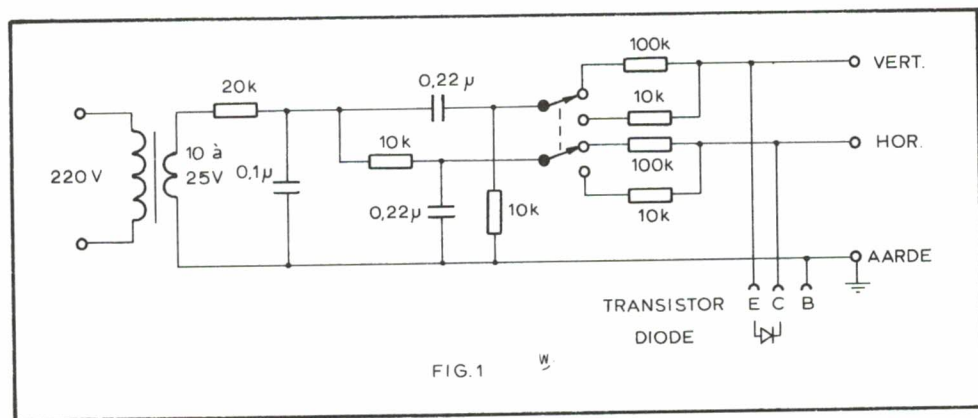 100k
VERT.
20k
0,22 µ
10k
HOR.
10k
100k
220 V
10 à
25V
0,1µ
0,22µ
10k
10k
AARDE
TRANSISTOR E C B
DIODE
FIG.1
W.